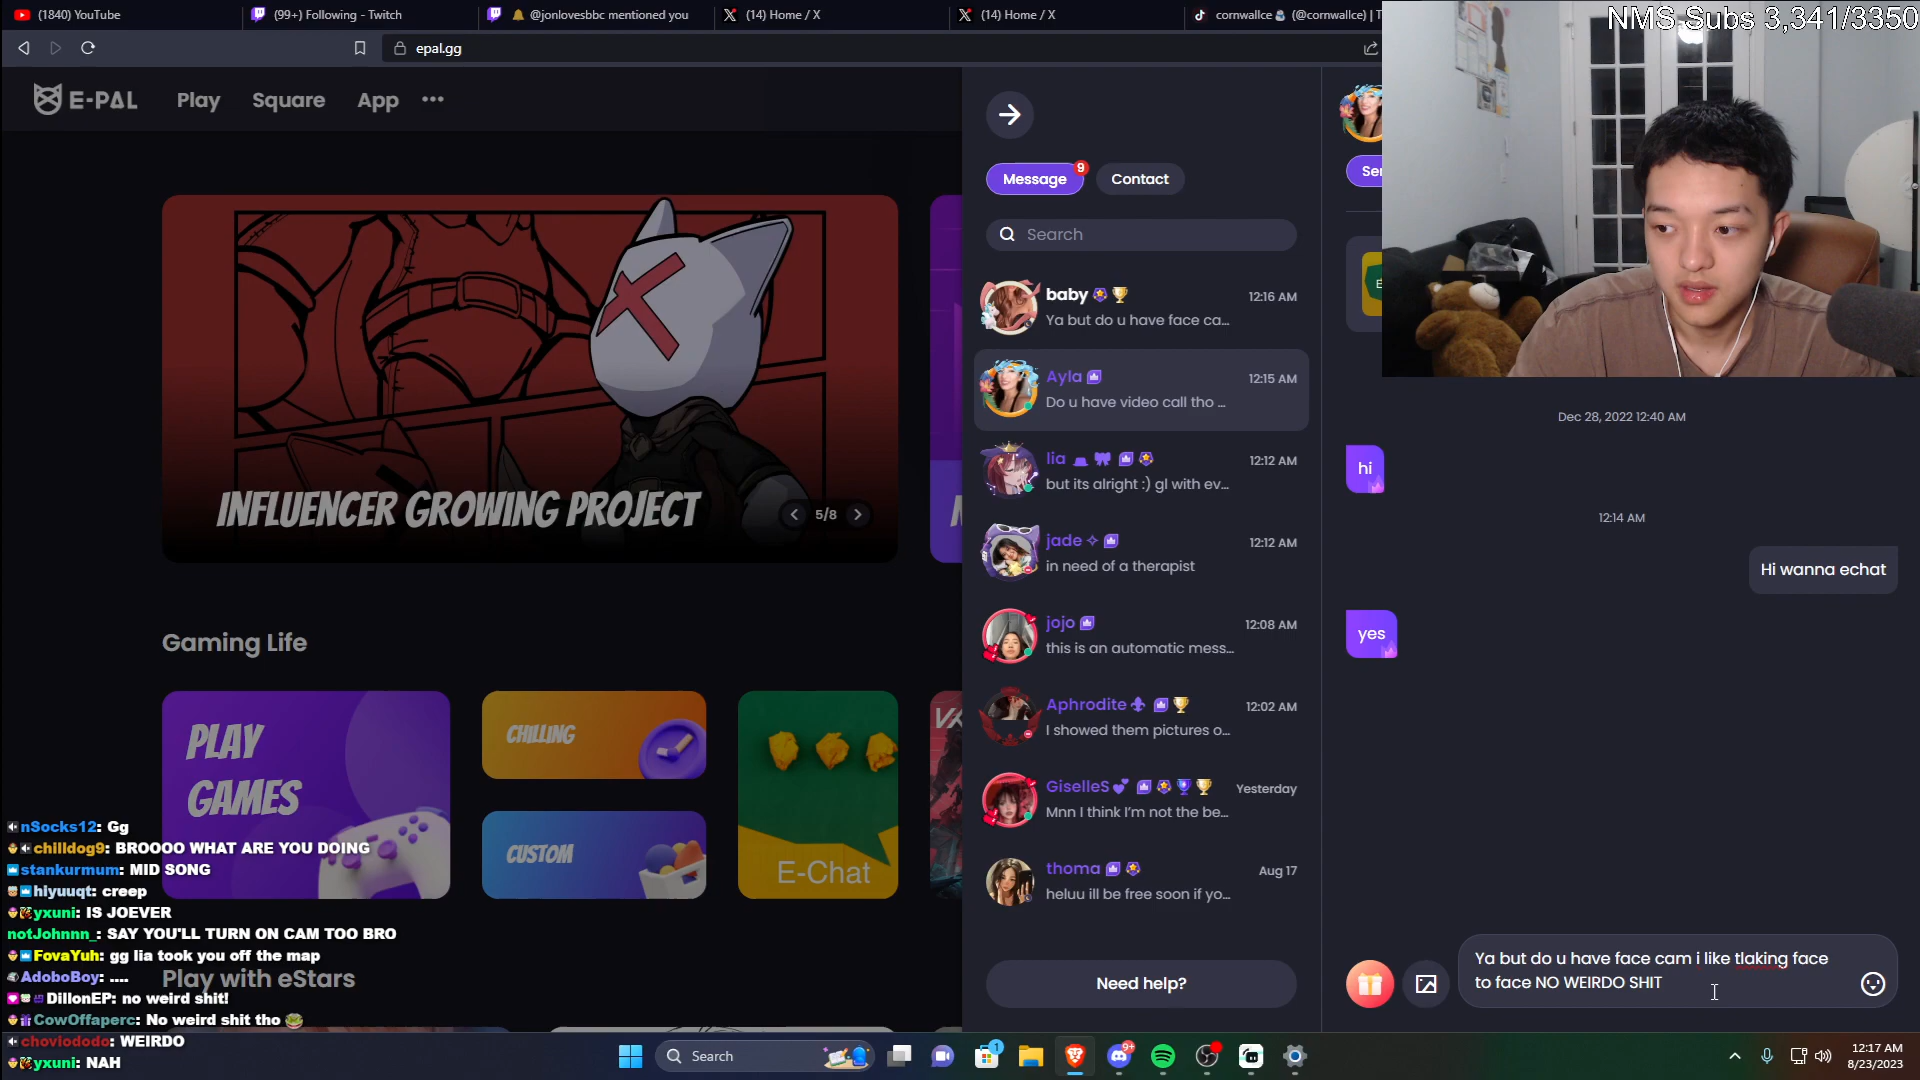 (1840) YouTube
(99+) Following - Twitch
@jonlovesbbc mentioned you
(14) Home / X
(14) Home / X
cornwallce (@cornwallce) | T
NMS Subs 3,341/3350
epal.gg
E-PAL
Play
Square
App
Message
9
Contact
Search
Ser
INFLUENCER GROWING PROJECT
5/8
baby
12:16 AM
Ya but do u have face ca...
Ayla
12:15 AM
Do u have video call tho ...
lia
12:12 AM
but its alright :) gl with ev...
jade
12:12 AM
in need of a therapist
jojo
12:08 AM
this is an automatic mess...
Aphrodite
12:02 AM
I showed them pictures o...
GiselleS
Yesterday
Mnn I think I'm not the be...
thoma
Aug 17
heluu ill be free soon if yo...
Need help?
Dec 28, 2022 12:40 AM
hi
12:14 AM
Hi wanna echat
yes
Ya but do u have face cam i like tlaking face
to face NO WEIRDO SHIT
Gaming Life
PLAY
GAMES
CHILLING
CUSTOM
E-Chat
Play with eStars
nSocks12: Gg
chilldog9: BROOOO WHAT ARE YOU DOING
stankurmum: MID SONG
hiyuuqt: creep
yxuni: IS JOEVER
notJohnnn_: SAY YOU'LL TURN ON CAM TOO BRO
FovaYuh: gg lia took you off the map
AdoboBoy: ....
DillonEP: no weird shit!
CowOffaperc: No weird shit tho
choviododo: WEIRDO
yxuni: NAH
Search
1
9+
12:17 AM
8/23/2023